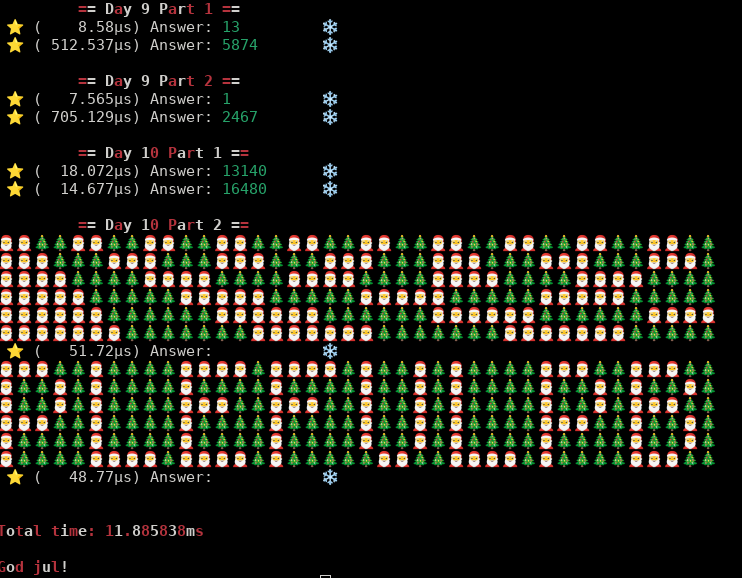 == Day 9 Part 1 ==
( 8.58µs) Answer: 13
( 512.537µs) Answer: 5874
== Day 9 Part 2 ==
( 7.565µs) Answer: 1
( 705.129µs) Answer: 2467
== Day 10 Part 1 ==
( 18.072µs) Answer: 13140
( 14.677µs) Answer: 16480
== Day 10 Part 2 ==
( 51.72µs) Answer:
PLEFULPB
( 48.77µs) Answer:
Total time: 11.885838ms
God jul!